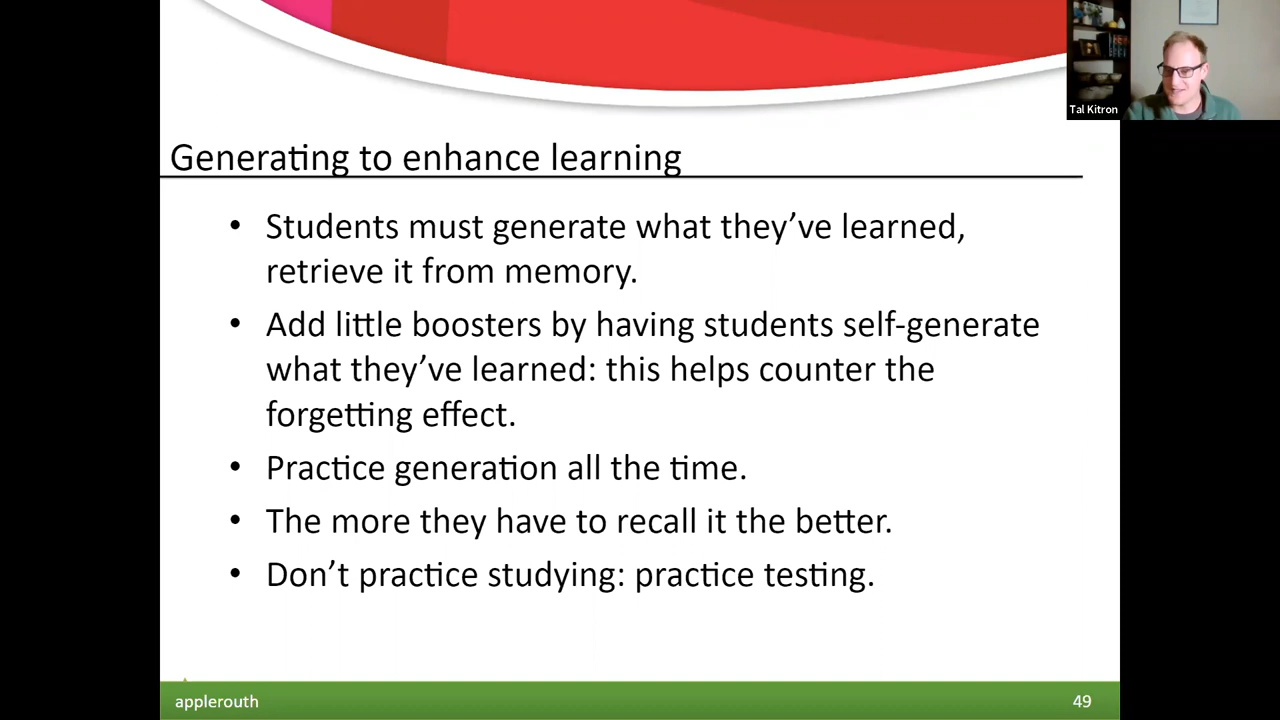 Tal Kitron
Generating to enhance learning
• Students must generate what they’ve learned,
retrieve it from memory.
• Add little boosters by having students self-generate
what they’ve learned: this helps counter the
forgetting effect.
• Practice generation all the time.
• The more they have to recall it the better.
• Don’t practice studying: practice testing.
applerouth
49